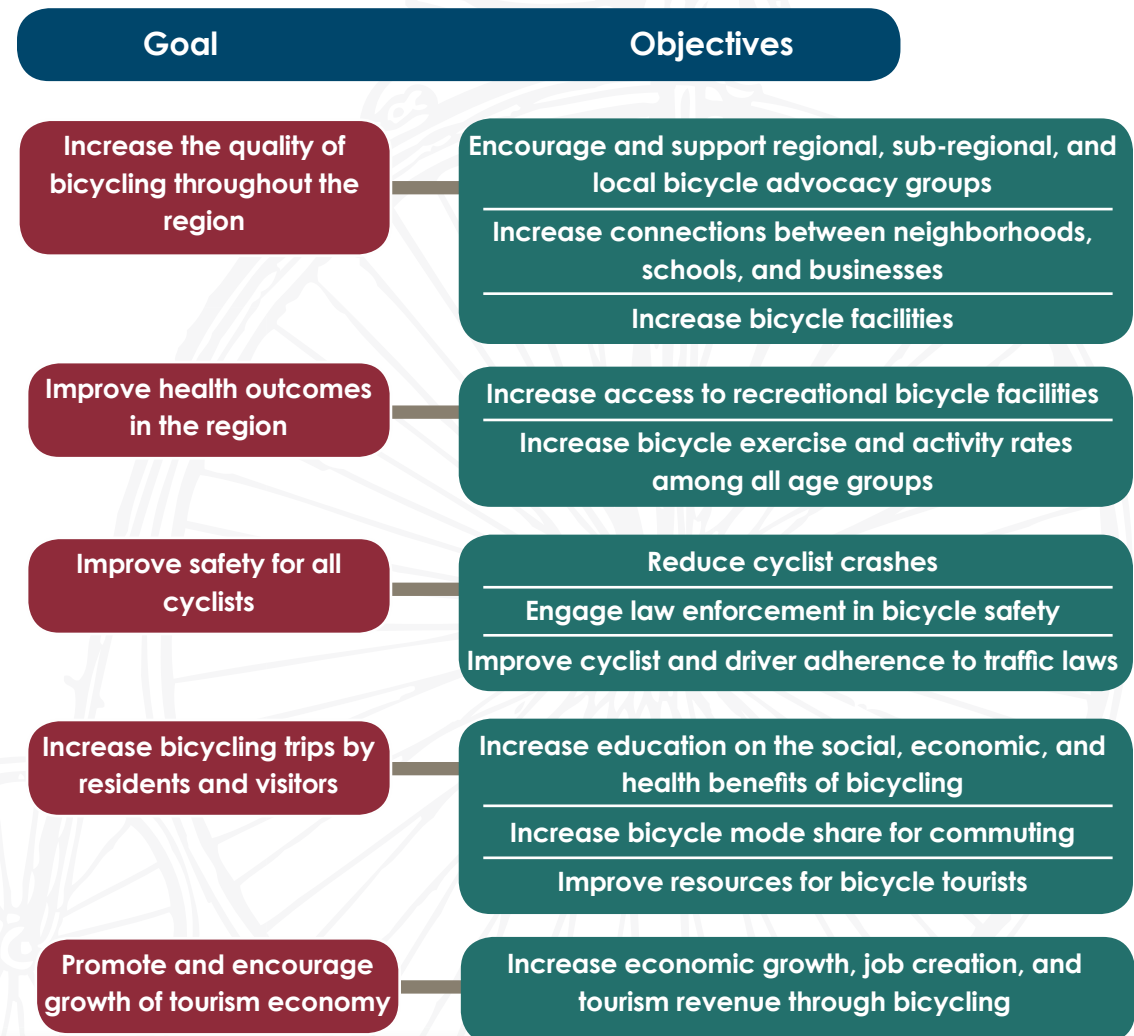 Goal
Objectives
Increase the quality of
bicycling throughout the
region
Encourage and support regional, sub-regional, and
local bicycle advocacy groups
Increase connections between neighborhoods,
schools, and businesses
Increase bicycle facilities
Improve health outcomes
in the region
Increase access to recreational bicycle facilities
Increase bicycle exercise and activity rates
among all age groups
Improve safety for all
cyclists
Reduce cyclist crashes
Engage law enforcement in bicycle safety
Improve cyclist and driver adherence to traffic laws
Increase bicycling trips by
residents and visitors
Increase education on the social, economic, and
health benefits of bicycling
Increase bicycle mode share for commuting
Improve resources for bicycle tourists
Promote and encourage
growth of tourism economy
Increase economic growth, job creation, and
tourism revenue through bicycling